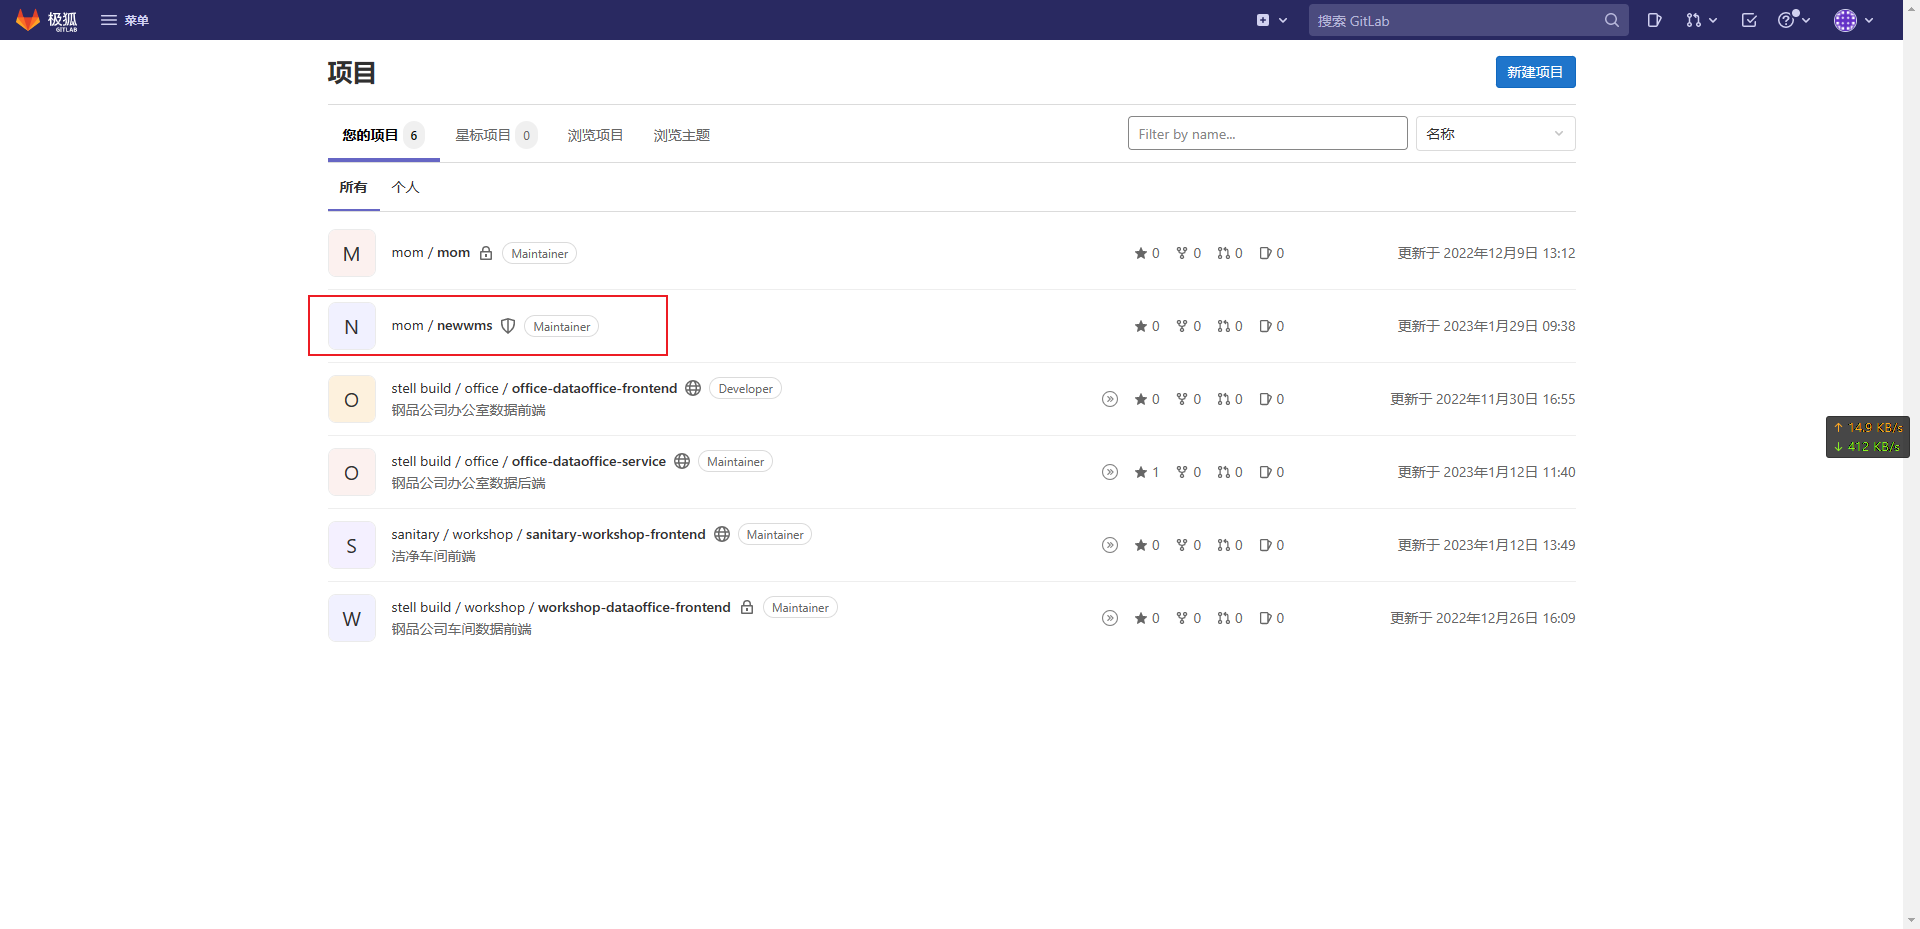 极狐
GITLAB
菜单
搜索 GitLab
项目
新建项目
您的项目 6
星标项目 0
浏览项目
浏览主题
Filter by name...
名称
所有
个人
M
mom / mom
Maintainer
0 0 0 0
更新于 2022年12月9日 13:12
N
mom / newwms
Maintainer
0 0 0 0
更新于 2023年1月29日 09:38
O
stell build / office / office-dataoffice-frontend
Developer
钢品公司办公室数据前端
0 0 0 0
更新于 2022年11月30日 16:55
O
stell build / office / office-dataoffice-service
Maintainer
钢品公司办公室数据后端
1 0 0 0
更新于 2023年1月12日 11:40
S
sanitary / workshop / sanitary-workshop-frontend
Maintainer
洁净车间前端
0 0 0 0
更新于 2023年1月12日 13:49
W
stell build / workshop / workshop-dataoffice-frontend
Maintainer
钢品公司车间数据前端
0 0 0 0
更新于 2022年12月26日 16:09
↑ 14.9 KB/s
↓ 412 KB/s